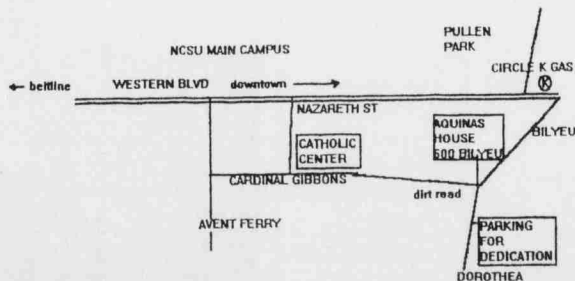 PULLEN
PARK
NCSU MAIN CAMPUS
CIRCLE K GAS
K
beltline
WESTERN BLVD downtown
NAZARETH ST
BILYEU
AQUINAS
HOUSE
600 BILYEU
CATHOLIC
CENTER
CARDINAL GIBBONS
dirt road
AVENT FERRY
PARKING
FOR
DEDICATION
DOROTHEA